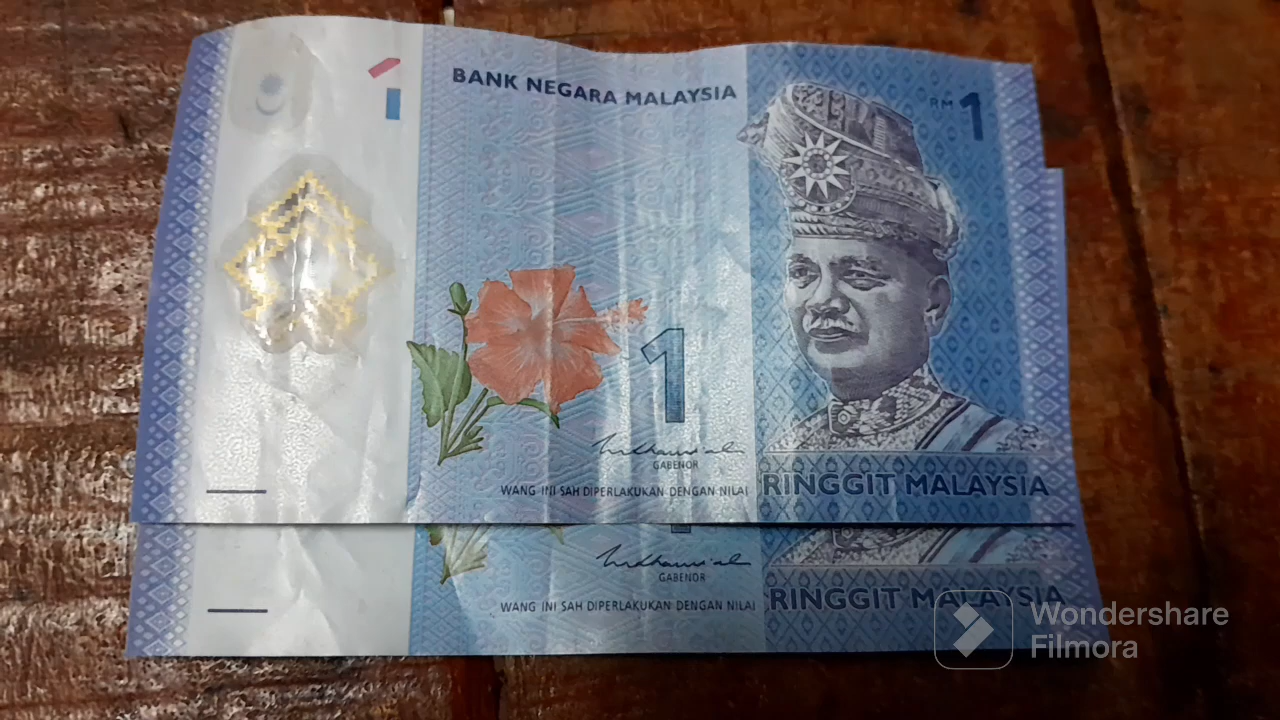 BANK NEGARA MALAYSIA
RM 1
1
GABENOR
WANG INI SAH DIPERLAKUKAN DENGAN NILAI
RINGGIT MALAYSIA
GABENOR
WANG INI SAH DIPERLAKUKAN DENGAN NILAI
RINGGIT MALAYSIA
Wondershare
Filmora